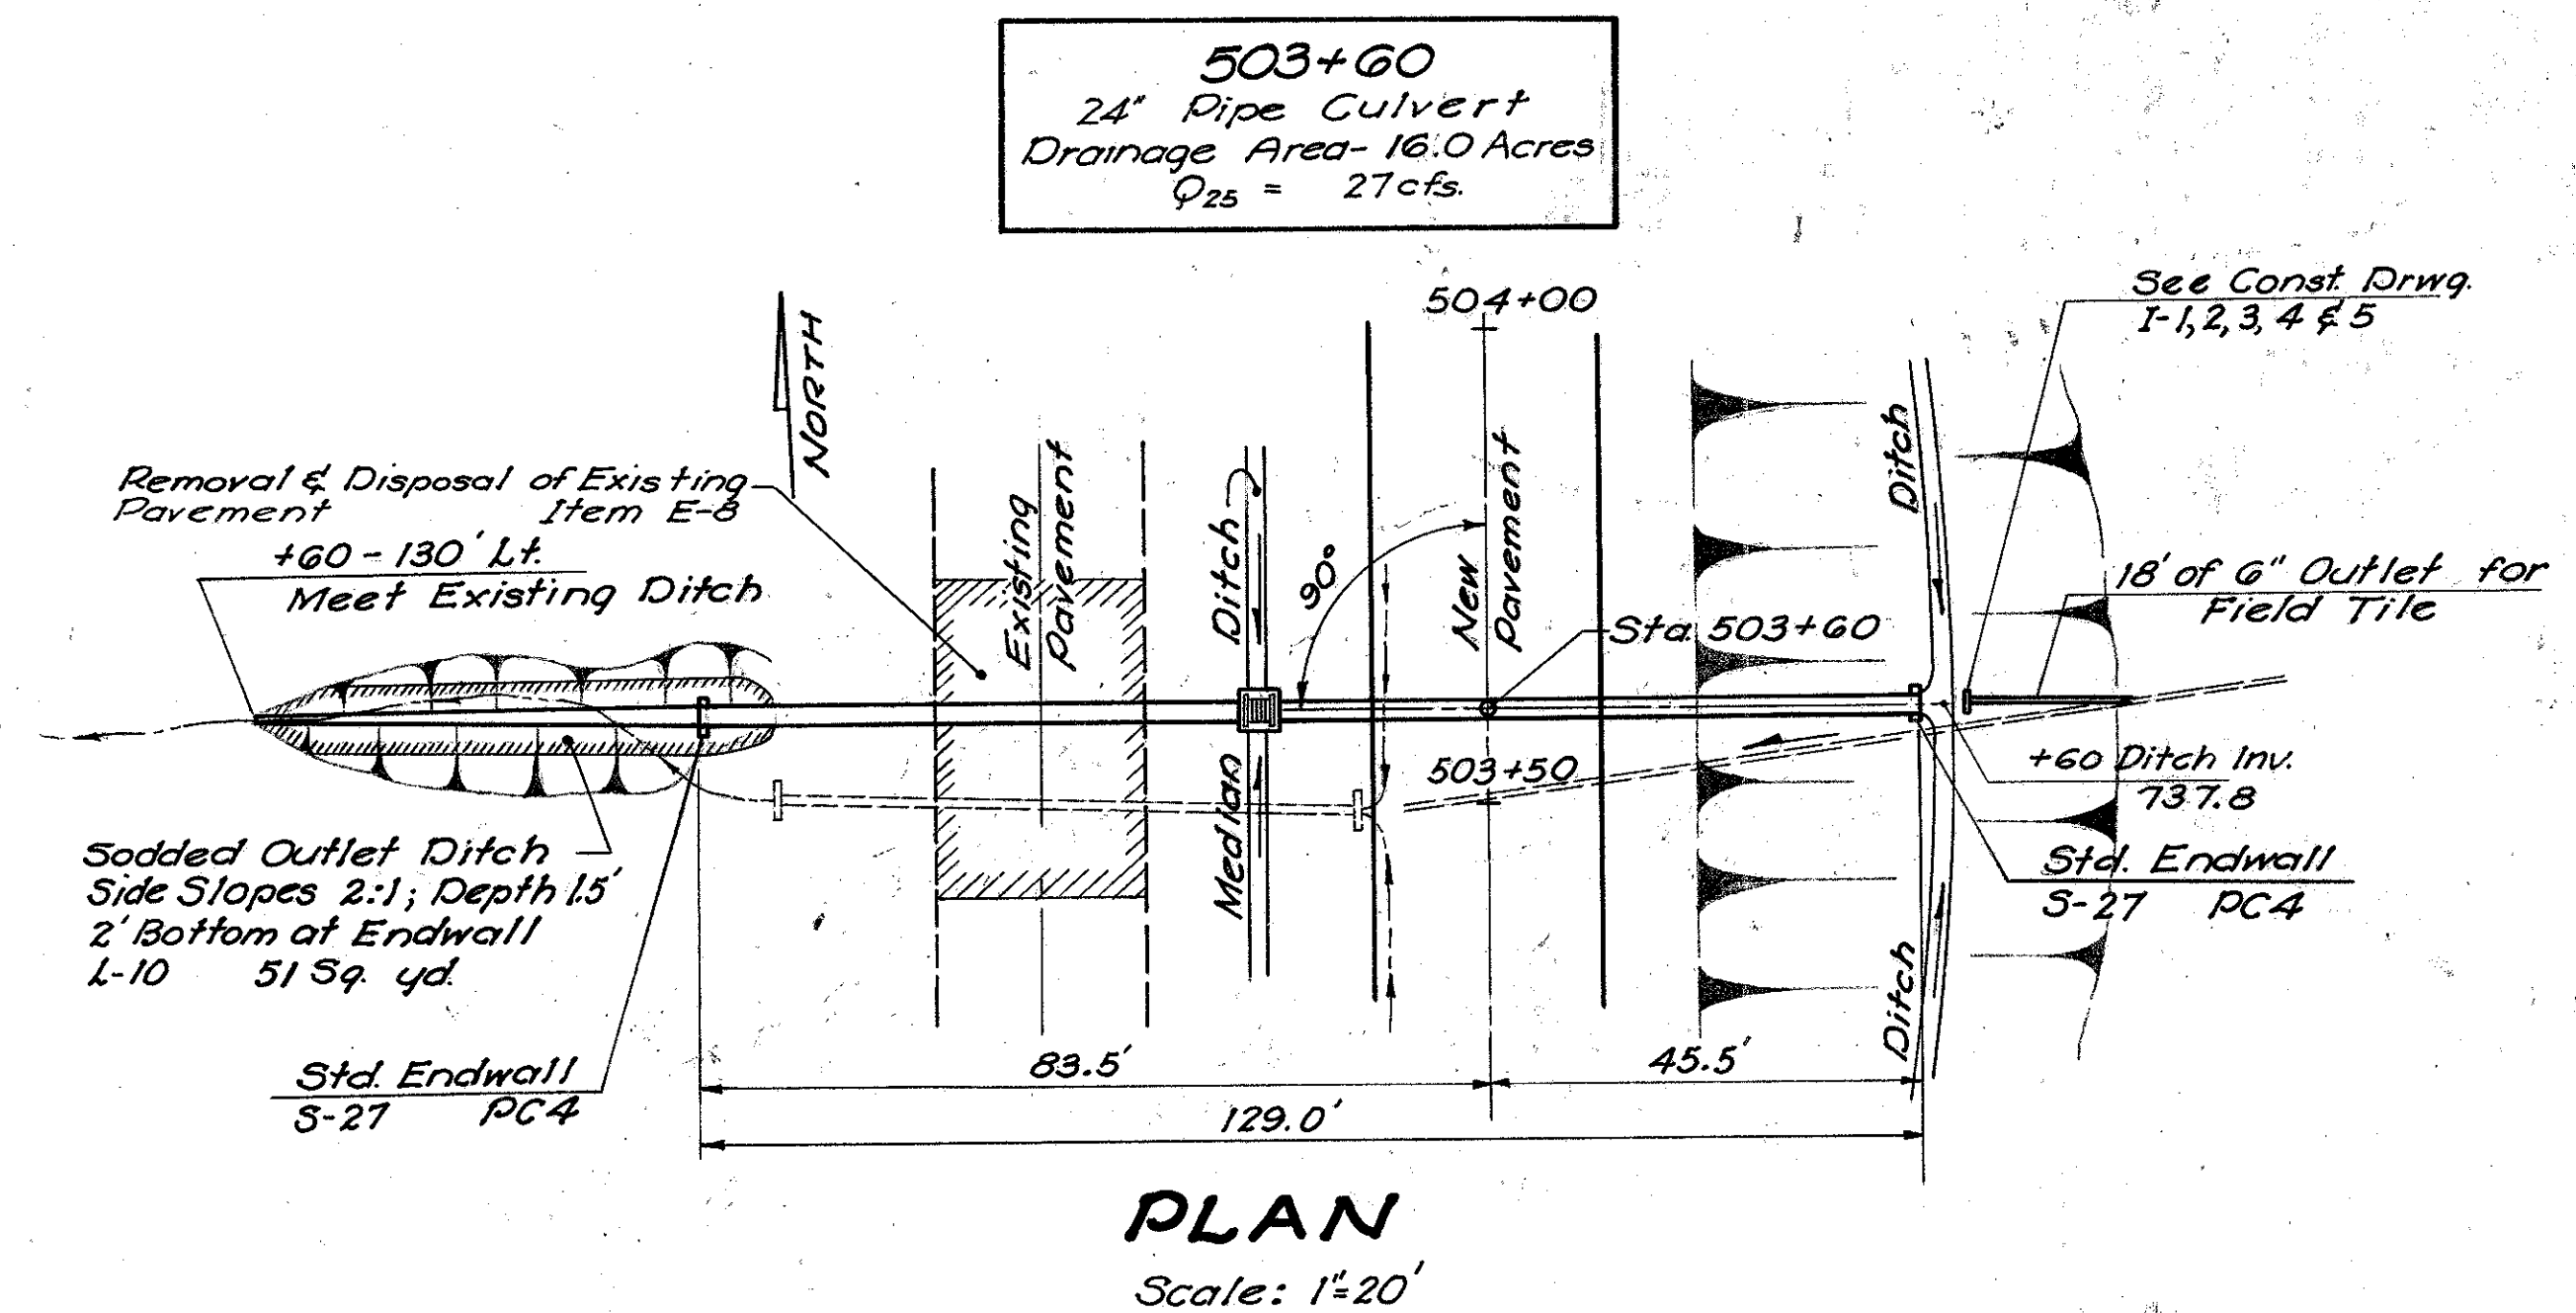 503+60
24" Pipe Culvert
Drainage Area- 16.0 Acres
Q25 = 27 cfs.
504+00
See Const. Drwg.
I-1, 2, 3, 4 & 5
NORTH
Removal & Disposal of Existing
Pavement Item E-8
+60 - 130' Lt.
Meet Existing Ditch
Existing
Pavement
Ditch
90°
New
Pavement
Sta. 503+60
Ditch
18' of 6" Outlet for
Field Tile
503+50
Median
+60 Ditch Inv.
737.8
Std. Endwall
S-27 PC4
Sodded Outlet Ditch
Side Slopes 2:1; Depth 1.5'
2' Bottom at Endwall
L-10 51 Sq. yd.
Ditch
Std. Endwall
S-27 PC4
83.5'
45.5'
129.0'
PLAN
Scale: 1"=20'